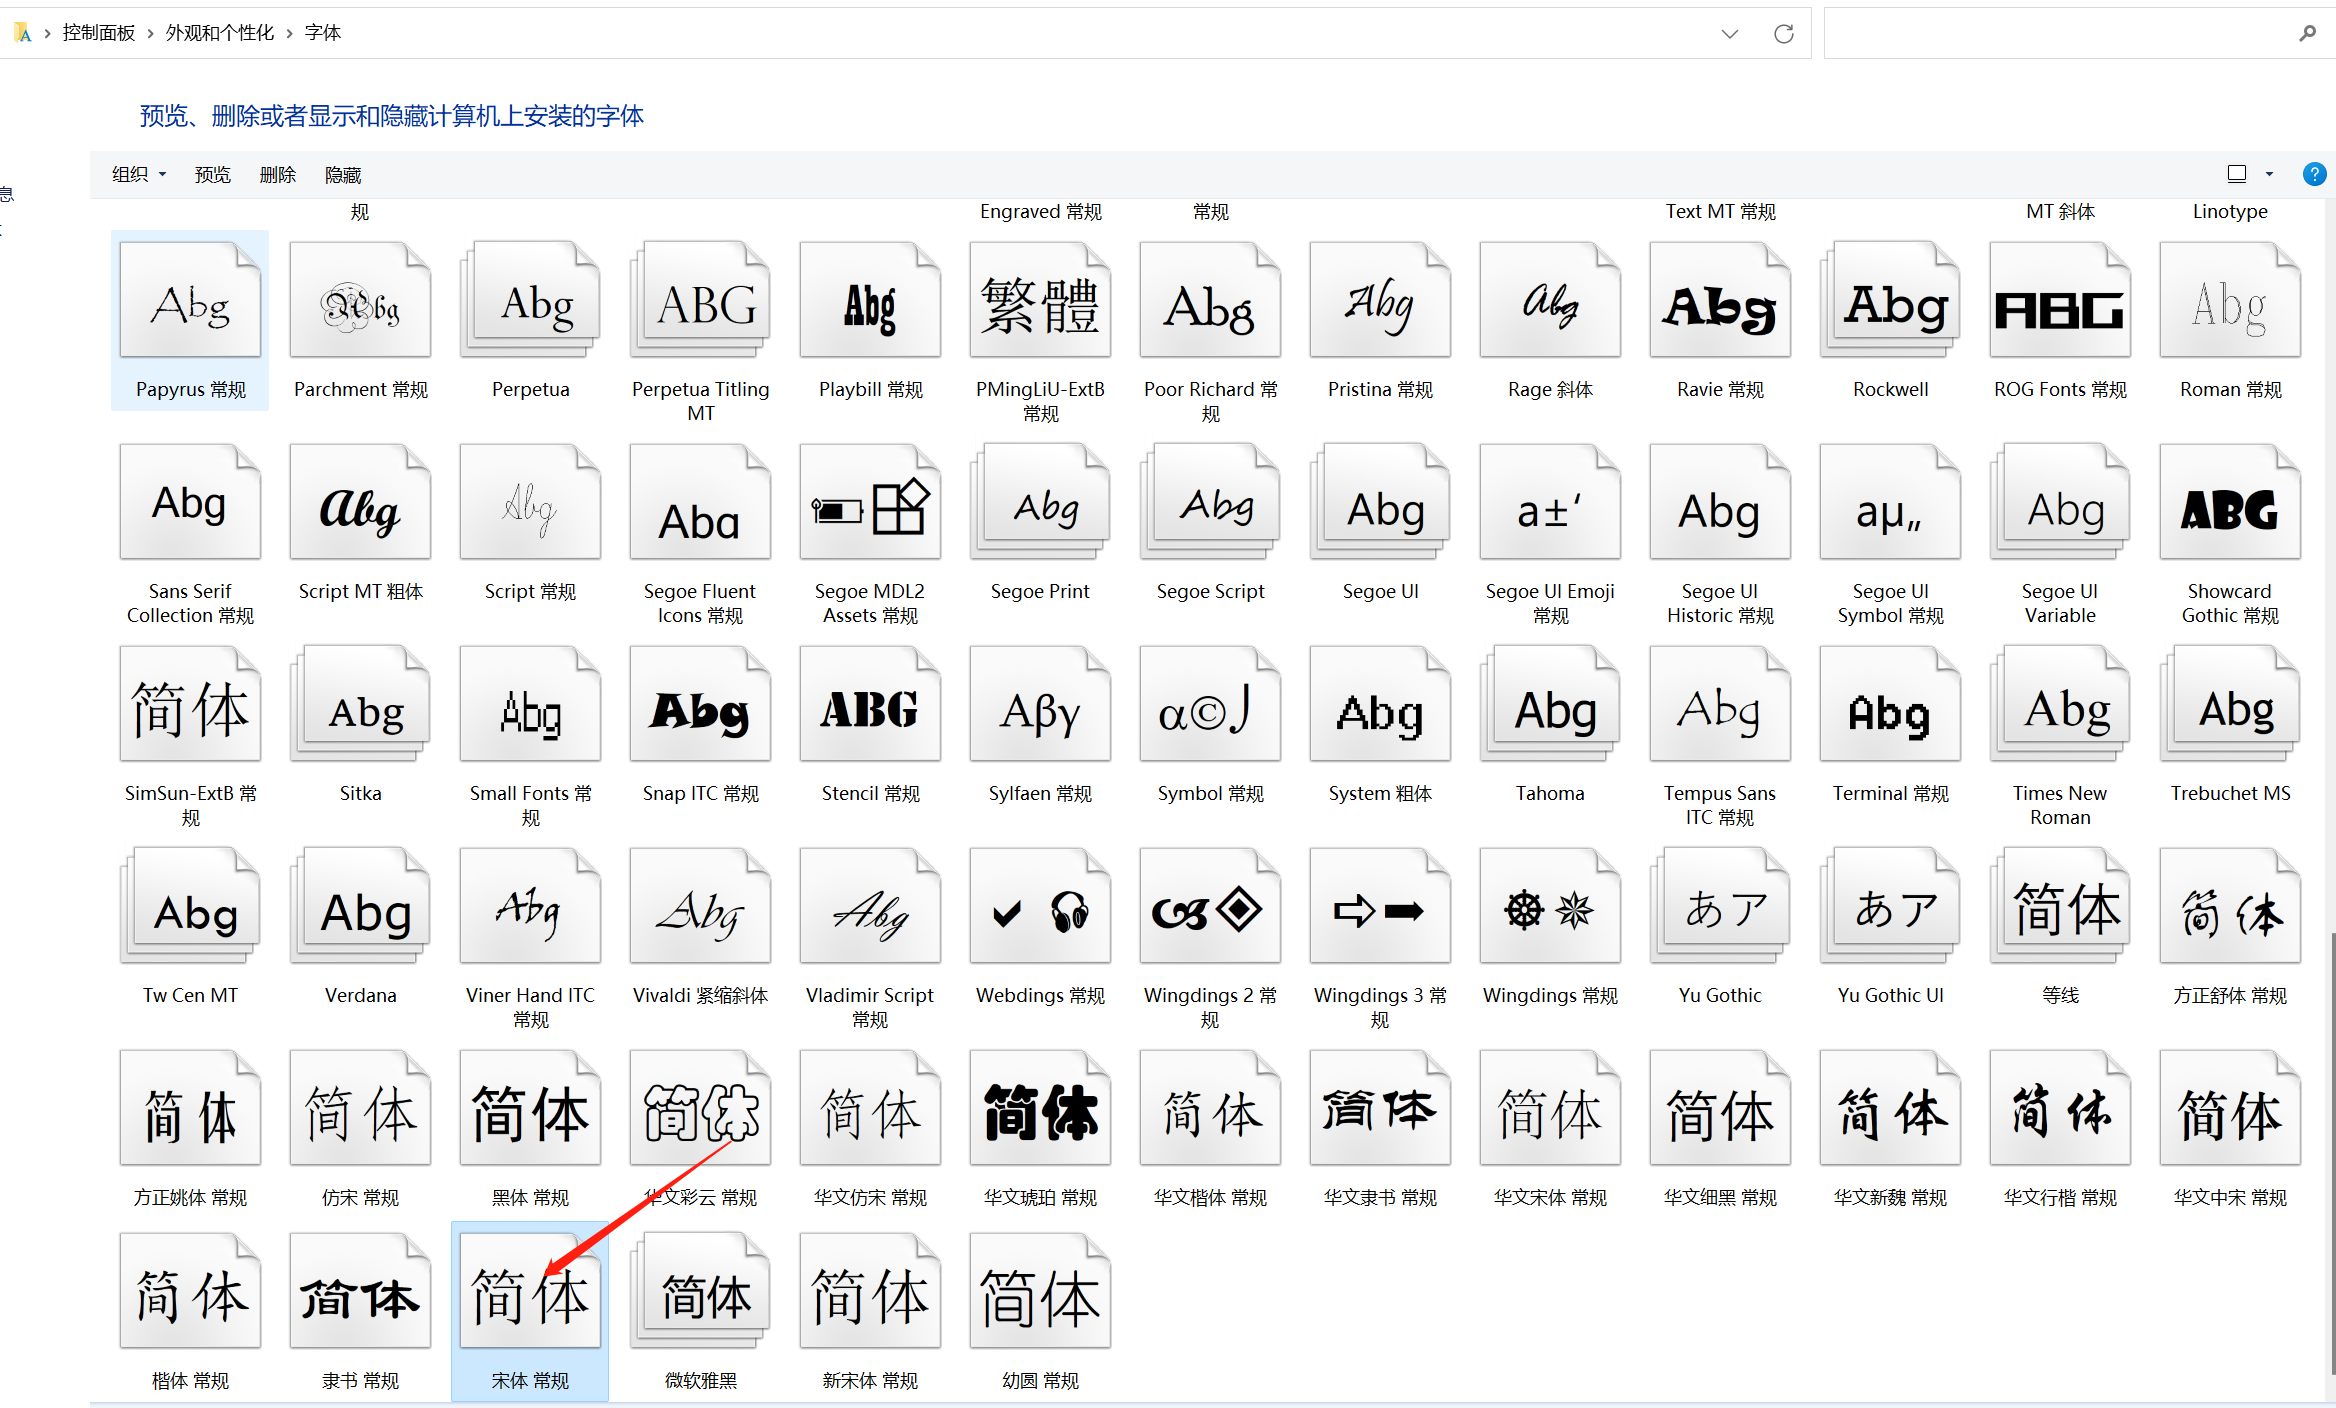 控制面板 › 外观和个性化 › 字体
预览、删除或者显示和隐藏计算机上安装的字体
组织 预览 删除 隐藏
息
规 Engraved 常规 常规 Text MT 常规 MT 斜体 Linotype
Abg Abg Abg ABG Abg 繁體 Abg Abg Abg Abg Abg ABG Abg
Papyrus 常规 Parchment 常规 Perpetua Perpetua Titling MT Playbill 常规 PMingLiU-ExtB 常规 Poor Richard 常规 Pristina 常规 Rage 斜体 Ravie 常规 Rockwell ROG Fonts 常规 Roman 常规
Abg Abg Abg Abg Abg Abg Abg a±‘ Abg aµ„ Abg ABG
Sans Serif Collection 常规 Script MT 粗体 Script 常规 Segoe Fluent Icons 常规 Segoe MDL2 Assets 常规 Segoe Print Segoe Script Segoe UI Segoe UI Emoji 常规 Segoe UI Historic 常规 Segoe UI Symbol 常规 Segoe UI Variable Showcard Gothic 常规
简体 Abg Abg Abg ABG Αβγ α©ل Abg Abg Abg Abg Abg Abg
SimSun-ExtB 常规 Sitka Small Fonts 常规 Snap ITC 常规 Stencil 常规 Sylfaen 常规 Symbol 常规 System 粗体 Tahoma Tempus Sans ITC 常规 Terminal 常规 Times New Roman Trebuchet MS
Abg Abg Abg Abg Abg あア あア 简体 简体
Tw Cen MT Verdana Viner Hand ITC 常规 Vivaldi 紧缩斜体 Vladimir Script 常规 Webdings 常规 Wingdings 2 常规 Wingdings 3 常规 Wingdings 常规 Yu Gothic Yu Gothic UI 等线 方正舒体 常规
简体 简体 简体 简体 简体 简体 简体 简体 简体 简体 简体 简体 简体
方正姚体 常规 仿宋 常规 黑体 常规 华文彩云 常规 华文仿宋 常规 华文琥珀 常规 华文楷体 常规 华文隶书 常规 华文宋体 常规 华文细黑 常规 华文新魏 常规 华文行楷 常规 华文中宋 常规
简体 简体 简体 简体 简体 简体
楷体 常规 隶书 常规 宋体 常规 微软雅黑 新宋体 常规 幼圆 常规